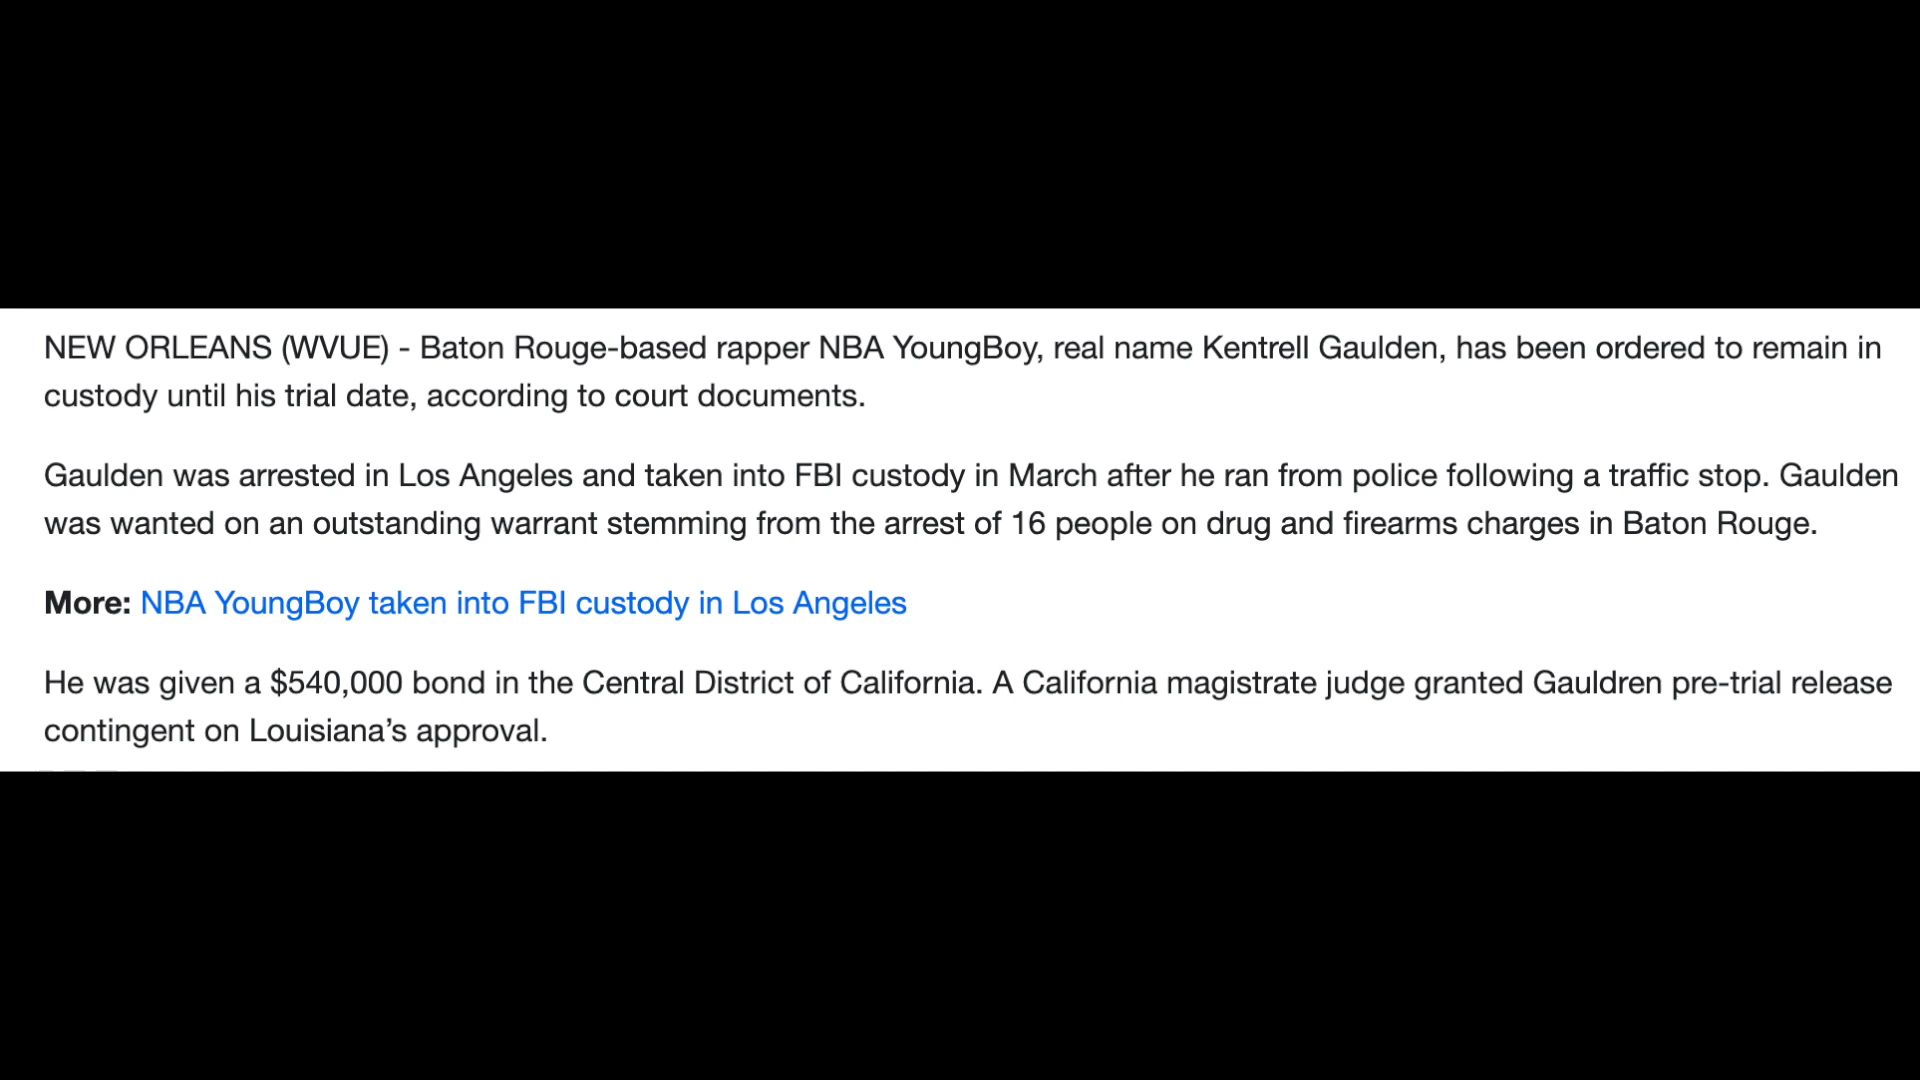 NEW ORLEANS (WVUE) - Baton Rouge-based rapper NBA YoungBoy, real name Kentrell Gaulden, has been ordered to remain in
custody until his trial date, according to court documents.
Gaulden was arrested in Los Angeles and taken into FBI custody in March after he ran from police following a traffic stop. Gaulden
was wanted on an outstanding warrant stemming from the arrest of 16 people on drug and firearms charges in Baton Rouge.
More: NBA YoungBoy taken into FBI custody in Los Angeles
He was given a $540,000 bond in the Central District of California. A California magistrate judge granted Gauldren pre-trial release
contingent on Louisiana’s approval.